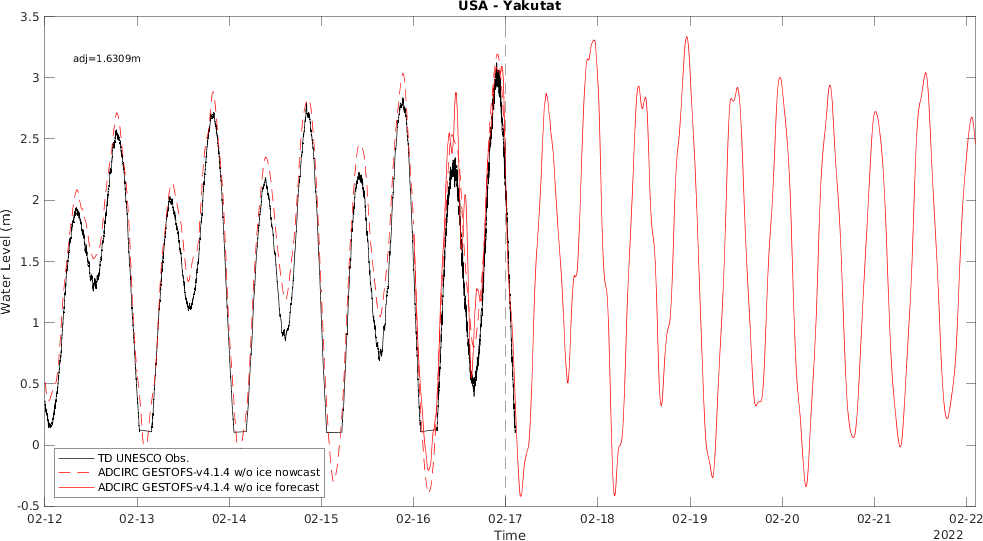 USA - Yakutat
adj=1.6309m
3.5
3
2.5
2
1.5
1
0.5
0
-0.5
Water Level (m)
TD UNESCO Obs.
ADCIRC GESTOFS-v4.1.4 w/o ice nowcast
ADCIRC GESTOFS-v4.1.4 w/o ice forecast
02-12 02-13 02-14 02-15 02-16 02-17 02-18 02-19 02-20 02-21 02-22
Time
2022